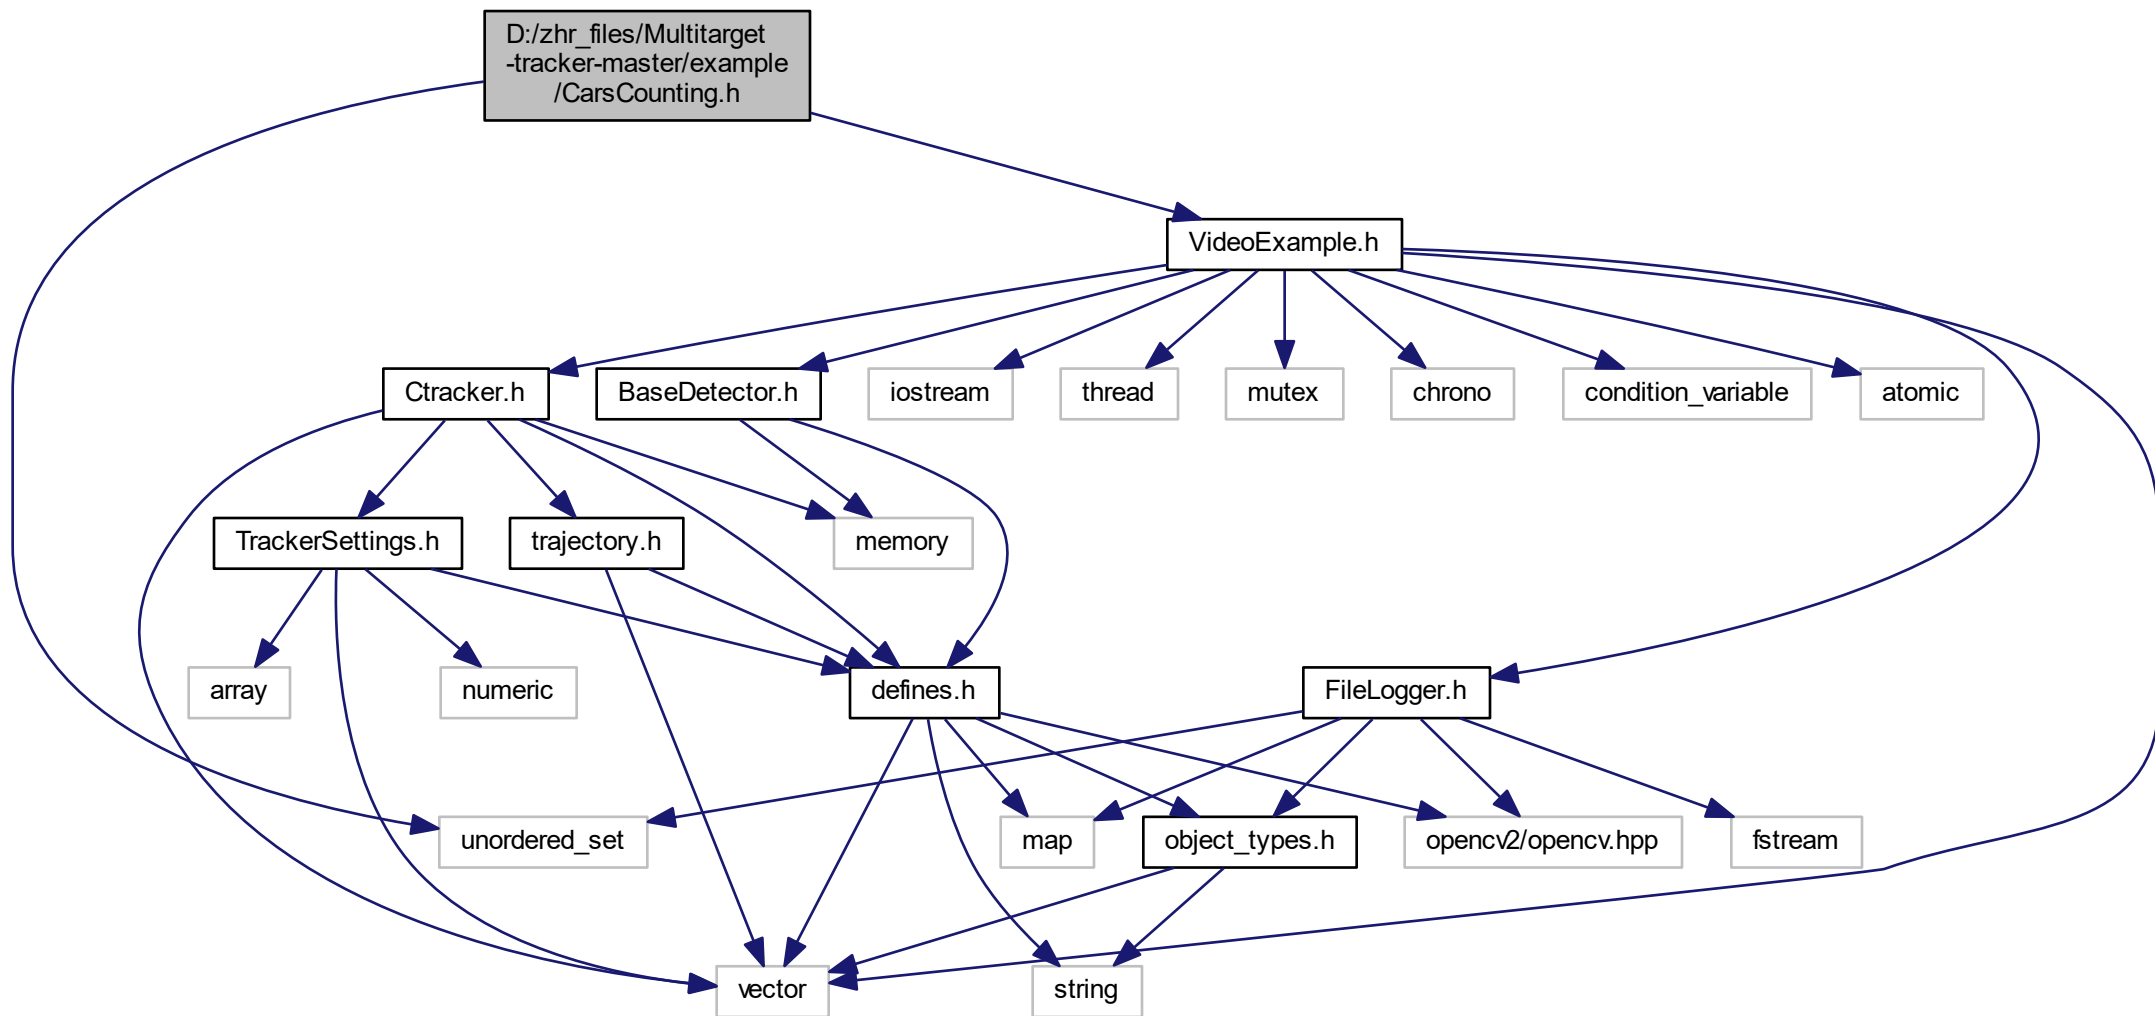 D:/zhr_files/Multitarget
-tracker-master/example
/CarsCounting.h
VideoExample.h
Ctracker.h
BaseDetector.h
iostream
thread
mutex
chrono
condition_variable
atomic
TrackerSettings.h
trajectory.h
memory
array
numeric
defines.h
FileLogger.h
unordered_set
map
object_types.h
opencv2/opencv.hpp
fstream
vector
string